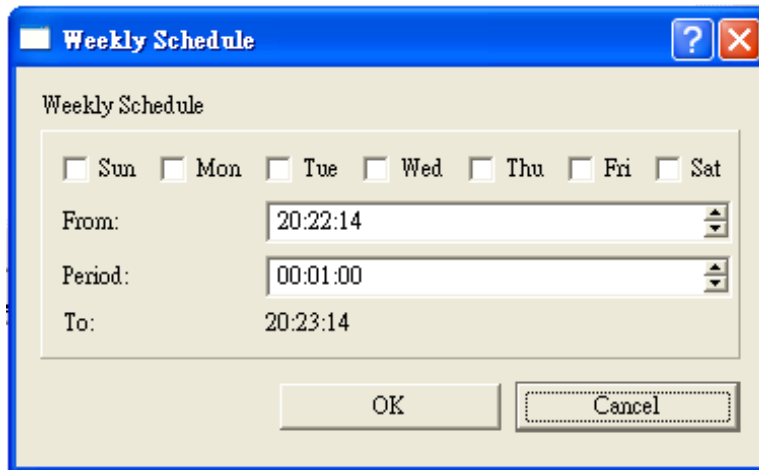 Weekly Schedule
Weekly Schedule
Sun Mon Tue Wed Thu Fri Sat
From: 20:22:14
Period: 00:01:00
To: 20:23:14
OK Cancel